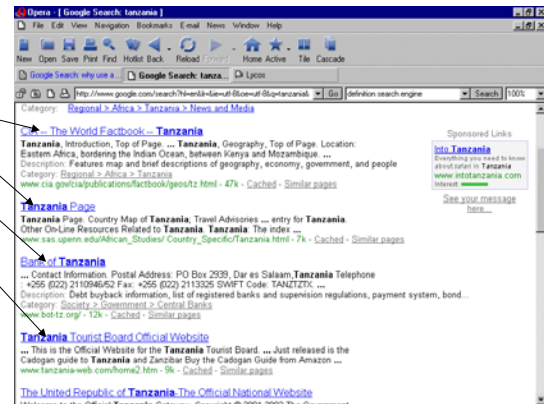 Opera - [ Google Search: tanzania ]
File Edit View Navigation Bookmarks E-mail News Window Help
New Open Save Print Find Hotlist Back Reload Forward Home Active Tile Cascade
Google Search: why use a ... Google Search: tanza... Lycos
http://www.google.com/search?hl=en&lr=&ie=utf-8&oe=utf-8&q=tanzania& Go definition search engine Search 100%
Category: Regional > Africa > Tanzania > News and Media
CIA -- The World Factbook -- Tanzania
Tanzania, Introduction, Top of Page. ... Tanzania, Geography, Top of Page. Location:
Eastern Africa, bordering the Indian Ocean, between Kenya and Mozambique. ...
Description: Features map and brief descriptions of geography, economy, government, and people
Category: Regional > Africa > Tanzania
www.cia.gov/cia/publications/factbook/geos/tz.html - 47k - Cached - Similar pages
Sponsored Links
Into Tanzania
Everything you need to know
about safari in Tanzania
www.intotanzania.com
Interest:
See your message
here...
Tanzania Page
Tanzania Page. Country Map of Tanzania; Travel Advisories ... entry for Tanzania.
Other On-Line Resources Related to Tanzania. Tanzania: The index ...
www.sas.upenn.edu/African_Studies/ Country_Specific/Tanzania.html - 7k - Cached - Similar pages
Bank of Tanzania
... Contact Information. Postal Address: PO Box 2939, Dar es Salaam,Tanzania Telephone
: +255 (022) 2110946/52 Fax: +255 (022) 2113325 SWIFT Code: TANZTZTX. ...
Description: Debt buyback information, list of registered banks and supervision regulations, payment system, bond...
Category: Society > Government > Central Banks
www.bot-tz.org/ - 12k - Cached - Similar pages
Tanzania Tourist Board Official Website
... This is the Official Website for the Tanzania Tourist Board. ... Just released is the
Cadogan guide to Tanzania and Zanzibar Buy the Cadogan Guide from Amazon ...
www.tanzania-web.com/home2.htm - 9k - Cached - Similar pages
The United Republic of Tanzania-The Official National Website